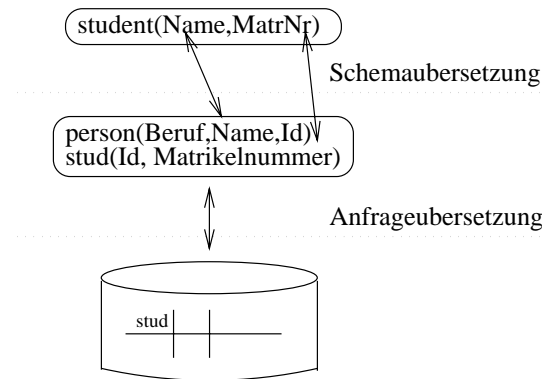 student(Name,MatrNr)
Schemaubersetzung
person(Beruf,Name,Id)
stud(Id, Matrikelnummer)
Anfrageubersetzung
stud